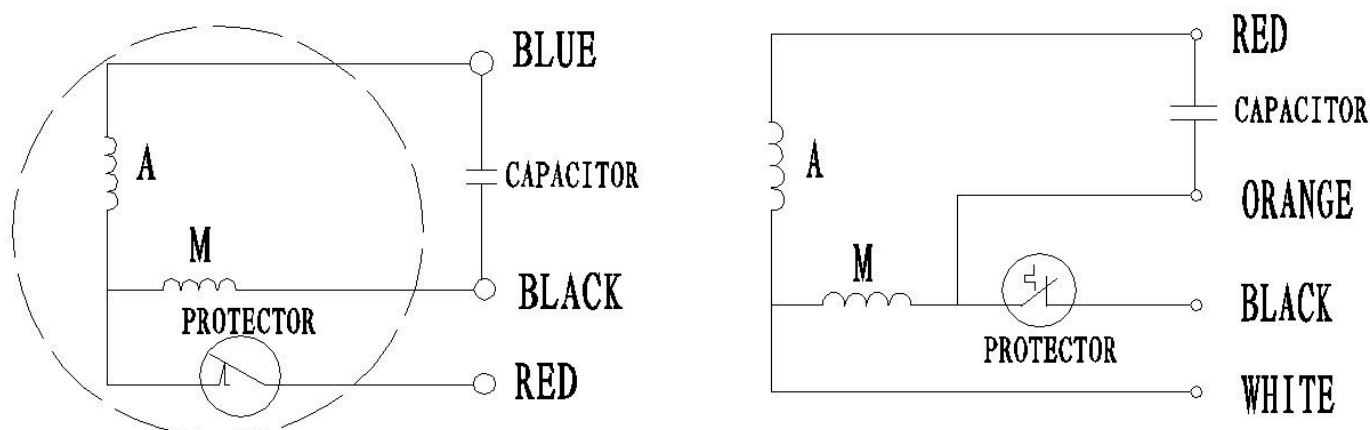 BLUE
A
CAPACITOR
M
BLACK
PROTECTOR
RED
RED
CAPACITOR
A
ORANGE
M
BLACK
PROTECTOR
WHITE